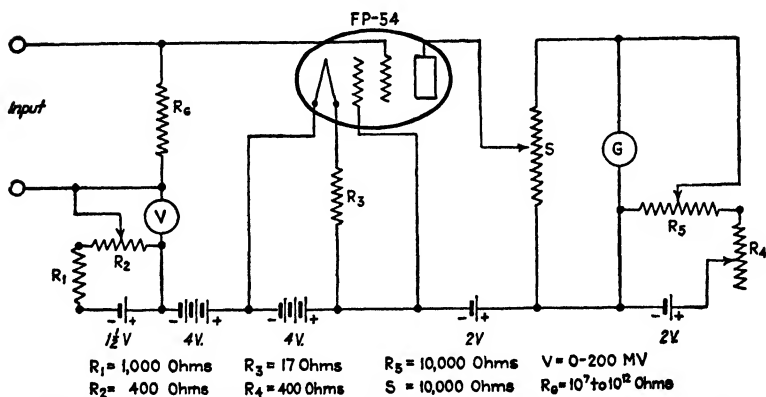 FP-54
Input
R6
V
R1
R2
R3
S
G
R5
R4
- +
- +
- +
- +
- +
1½V
4V.
4V.
2V
2V.
R1 = 1,000 Ohms R3 = 17 Ohms R5 = 10,000 Ohms V = 0-200 MV
R2 = 400 Ohms R4 = 400 Ohms S = 10,000 Ohms R6 = 10⁷ to 10¹² Ohms